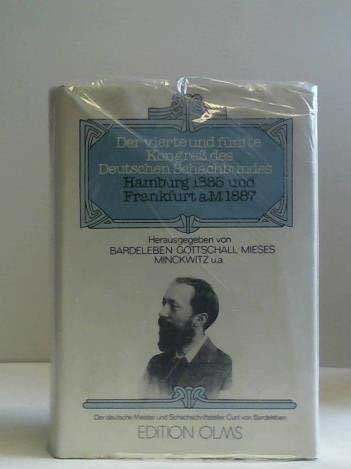 Der vierte und fünfte
Kongreß des
Deutschen Schachbundes
Hamburg 1885 und
Frankfurt a.M 1887
Herausgegeben von
BARDELEBEN GOTTSCHALL MIESES
MINCKWITZ u.a
Der deutsche Meister und Schachschriftsteller Curt von Bardeleben
EDITION OLMS